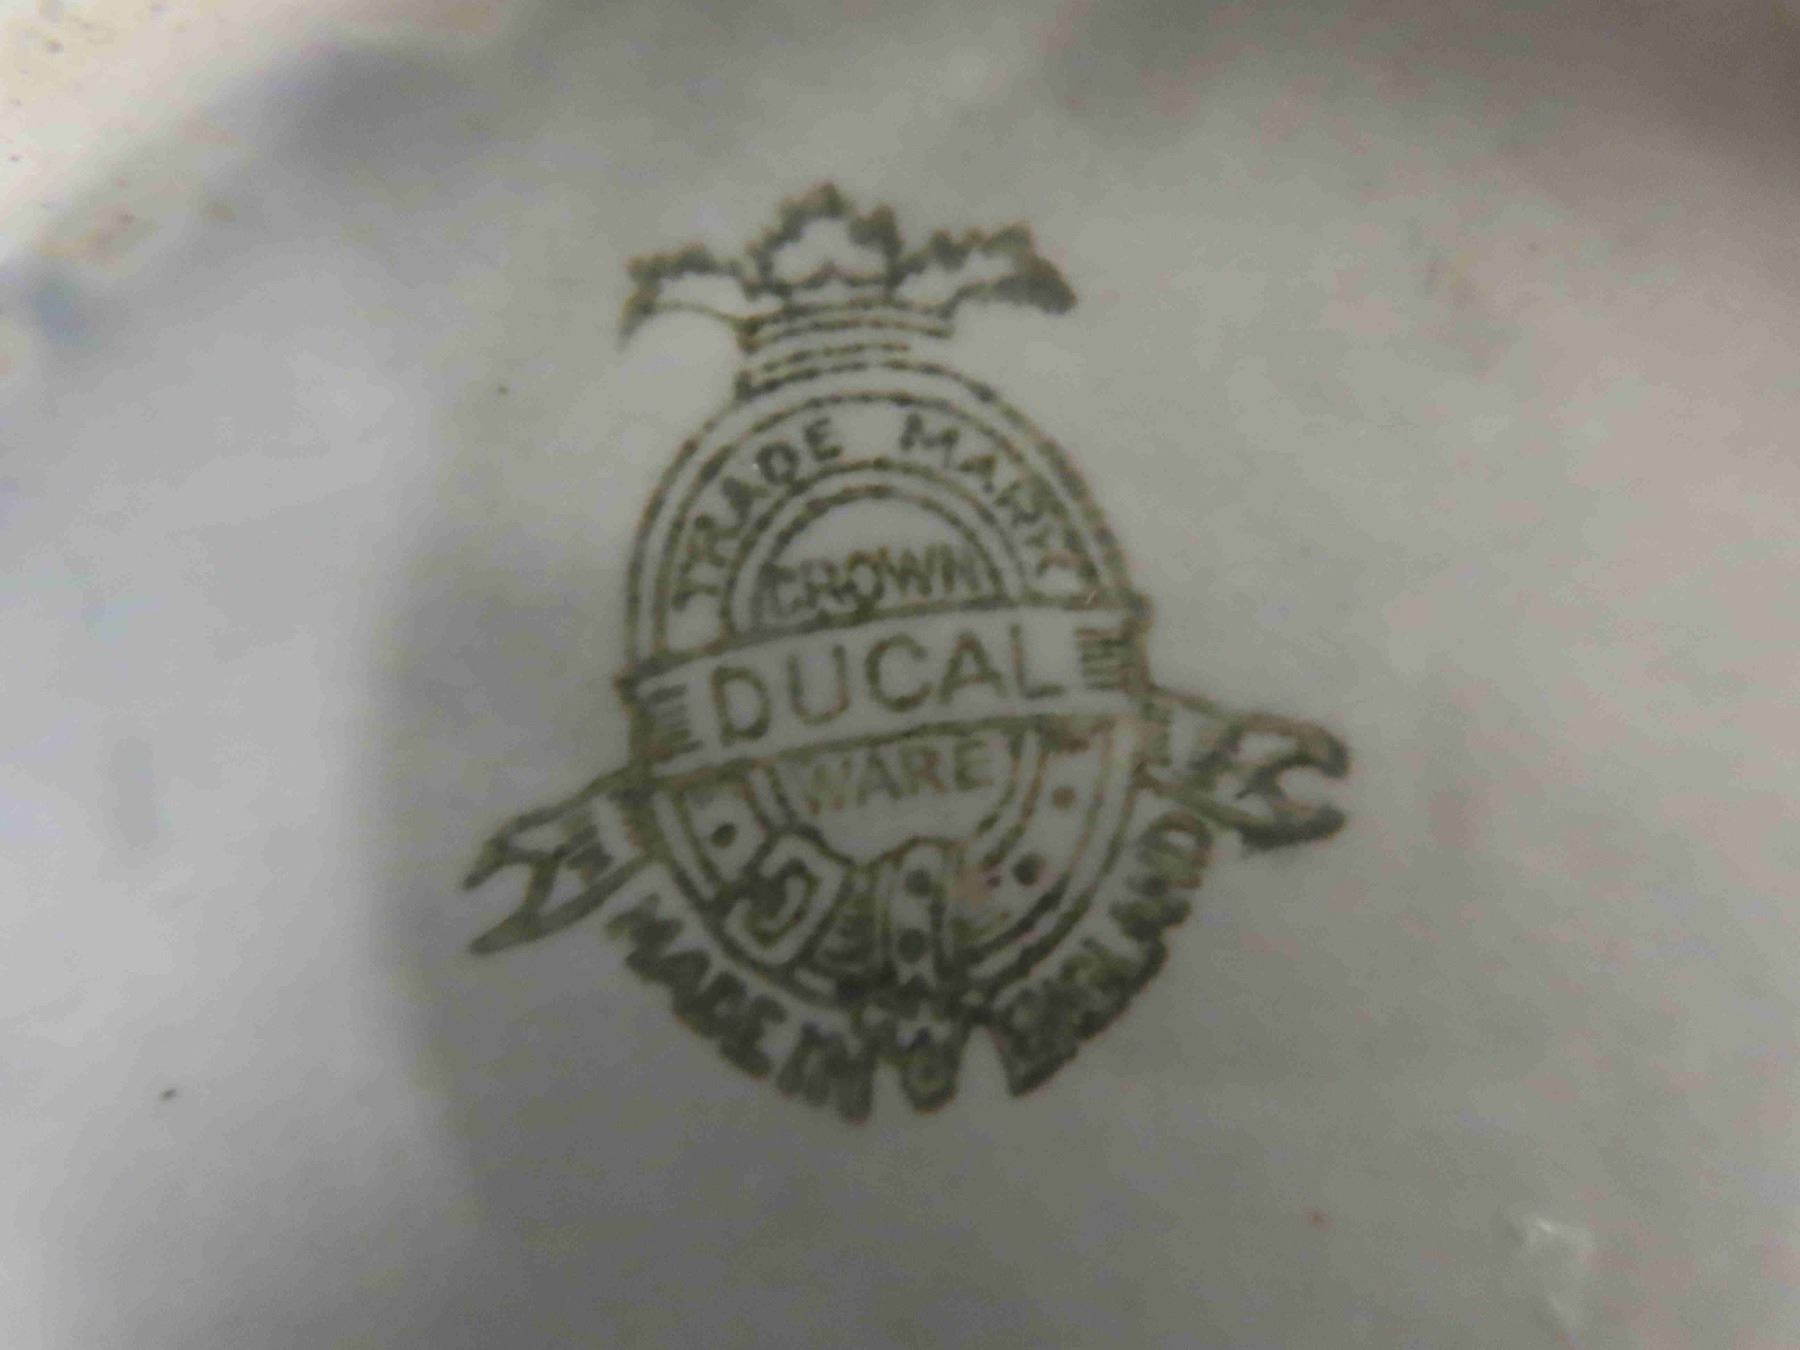 TRADE MARK
CROWN
DUCAL
WARE
MADE IN ENGLAND